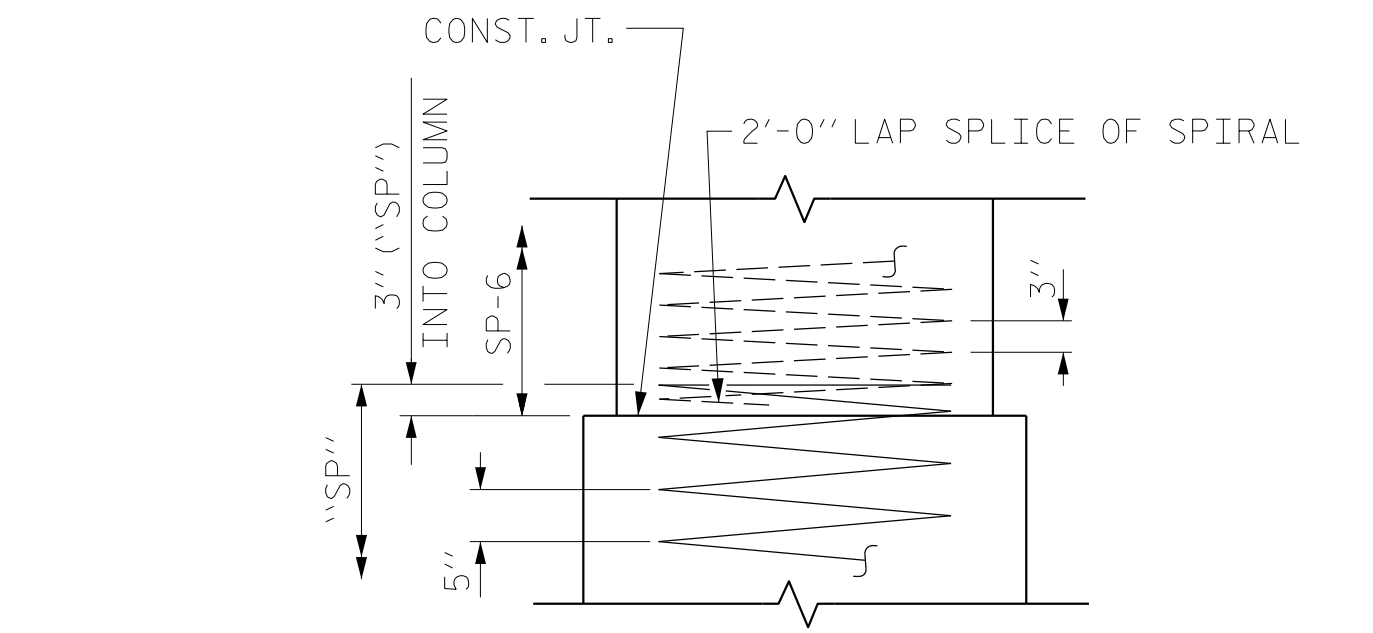 CONST. JT.
2'-0" LAP SPLICE OF SPIRAL
3'' (``SP'')
INTO COLUMN
SP-6
3''
``SP''
5''